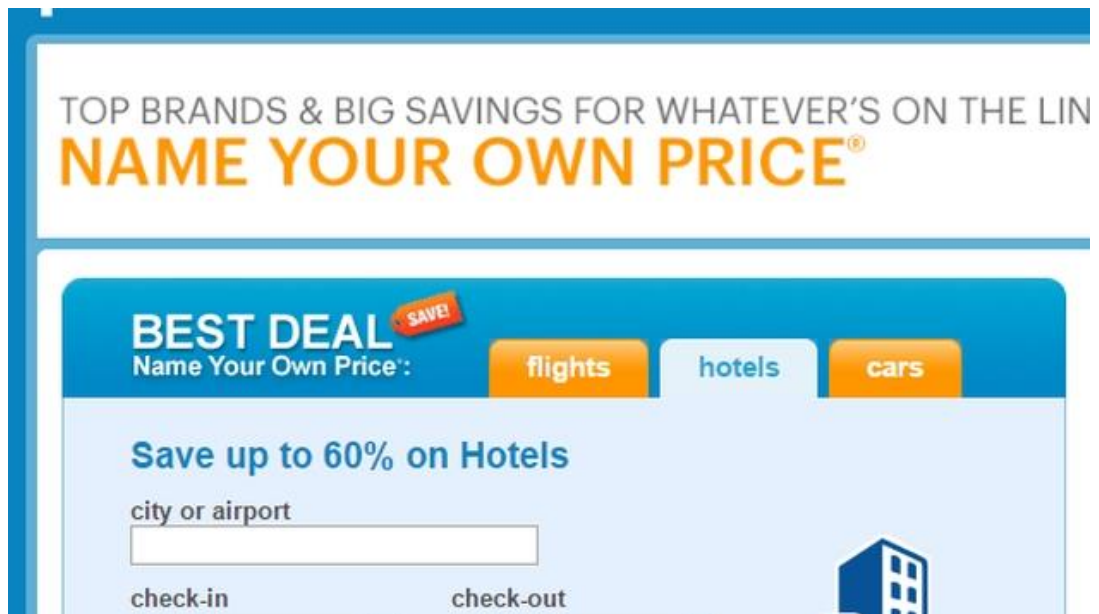 TOP BRANDS & BIG SAVINGS FOR WHATEVER'S ON THE LIN
NAME YOUR OWN PRICE®
BEST DEAL SAVE!
Name Your Own Price®:
flights hotels cars
Save up to 60% on Hotels
city or airport
check-in check-out